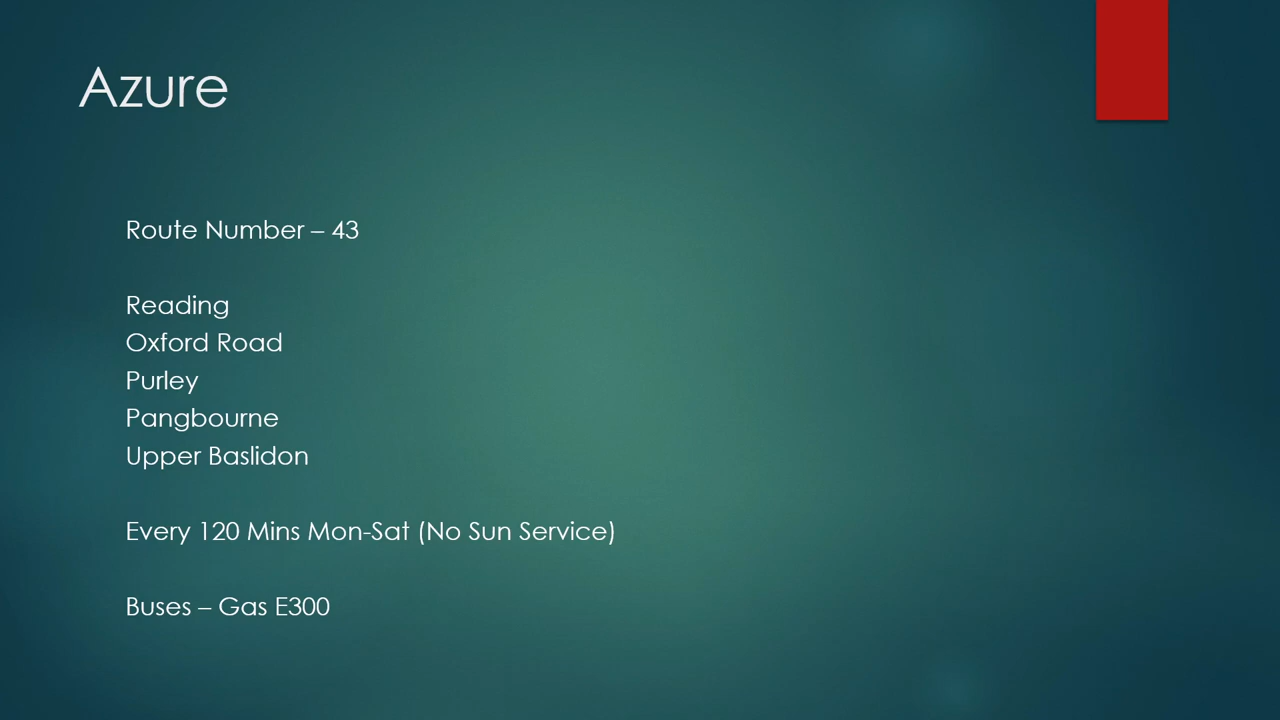 Azure
Route Number – 43
Reading
Oxford Road
Purley
Pangbourne
Upper Baslidon
Every 120 Mins Mon-Sat (No Sun Service)
Buses – Gas E300